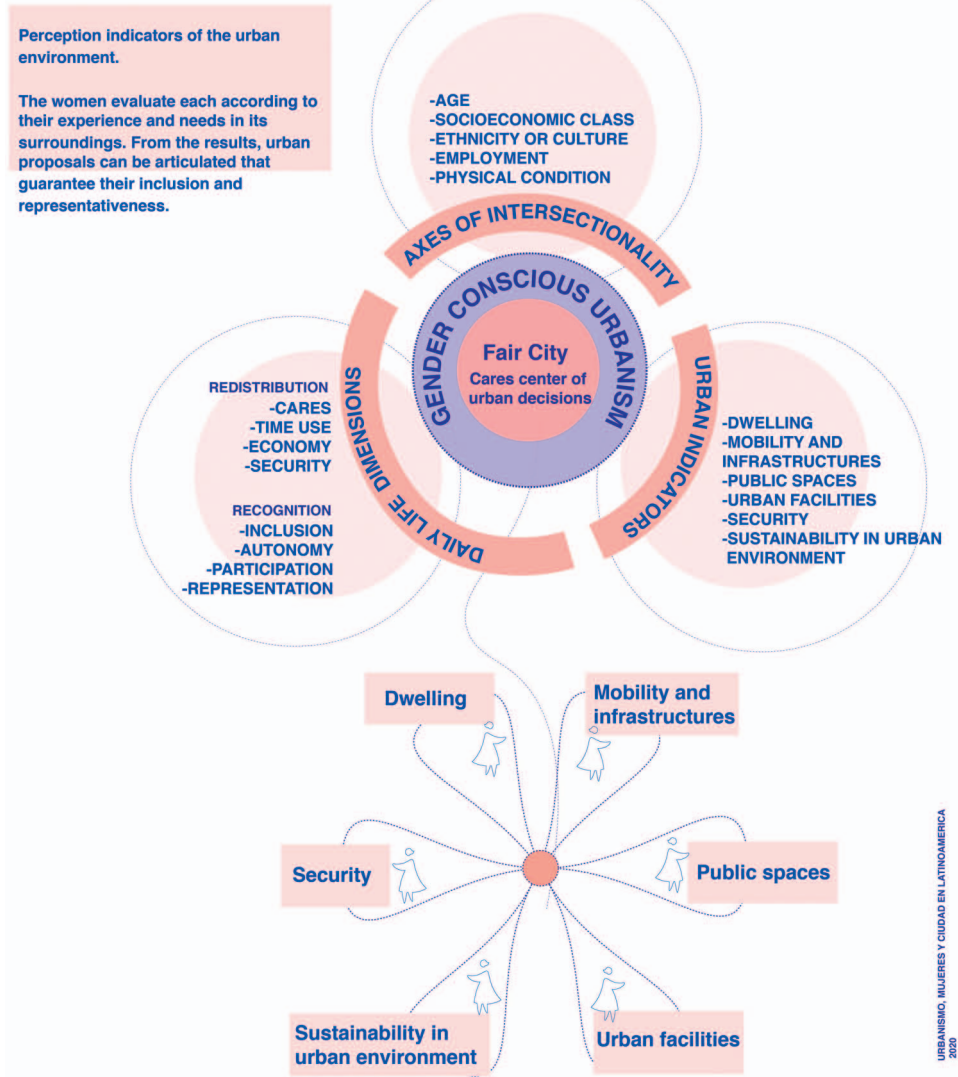 Perception indicators of the urban
environment.
The women evaluate each according to
their experience and needs in its
surroundings. From the results, urban
proposals can be articulated that
guarantee their inclusion and
representativeness.
-AGE
-SOCIOECONOMIC CLASS
-ETHNICITY OR CULTURE
-EMPLOYMENT
-PHYSICAL CONDITION
AXES OF INTERSECTIONALITY
GENDER CONSCIOUS URBANISM
Fair City
Cares center of
urban decisions
DAILY LIFE DIMENSIONS
REDISTRIBUTION
-CARES
-TIME USE
-ECONOMY
-SECURITY
RECOGNITION
-INCLUSION
-AUTONOMY
-PARTICIPATION
-REPRESENTATION
URBAN INDICATORS
-DWELLING
-MOBILITY AND
INFRASTRUCTURES
-PUBLIC SPACES
-URBAN FACILITIES
-SECURITY
-SUSTAINABILITY IN URBAN
ENVIRONMENT
Dwelling
Mobility and
infrastructures
Security
Public spaces
Sustainability in
urban environment
Urban facilities
URBANISMO, MUJERES Y CIUDAD EN LATINOAMERICA
2020